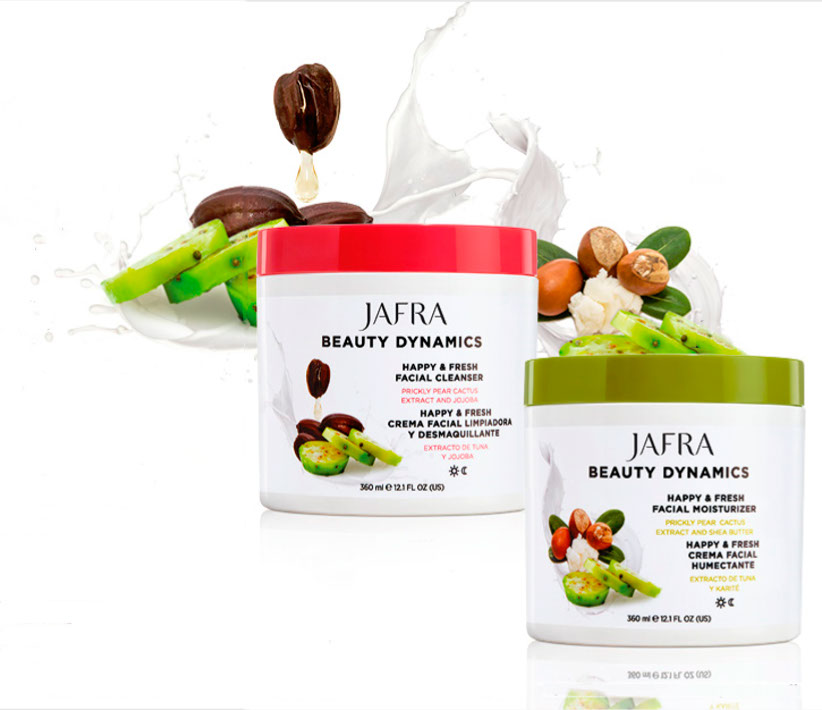 JAFRA
BEAUTY DYNAMICS
HAPPY & FRESH
FACIAL CLEANSER
PRICKLY PEAR CACTUS
EXTRACT AND JOJOBA
HAPPY & FRESH
CREMA FACIAL LIMPIADORA
Y DESMAQUILLANTE
EXTRACTO DE TUNA
Y JOJOBA
360 ml ℮ 12.1 FL OZ (US)
JAFRA
BEAUTY DYNAMICS
HAPPY & FRESH
FACIAL MOISTURIZER
PRICKLY PEAR CACTUS
EXTRACT AND SHEA BUTTER
HAPPY & FRESH
CREMA FACIAL
HUMECTANTE
EXTRACTO DE TUNA
Y KARITÉ
360 ml ℮ 12.1 FL OZ (US)